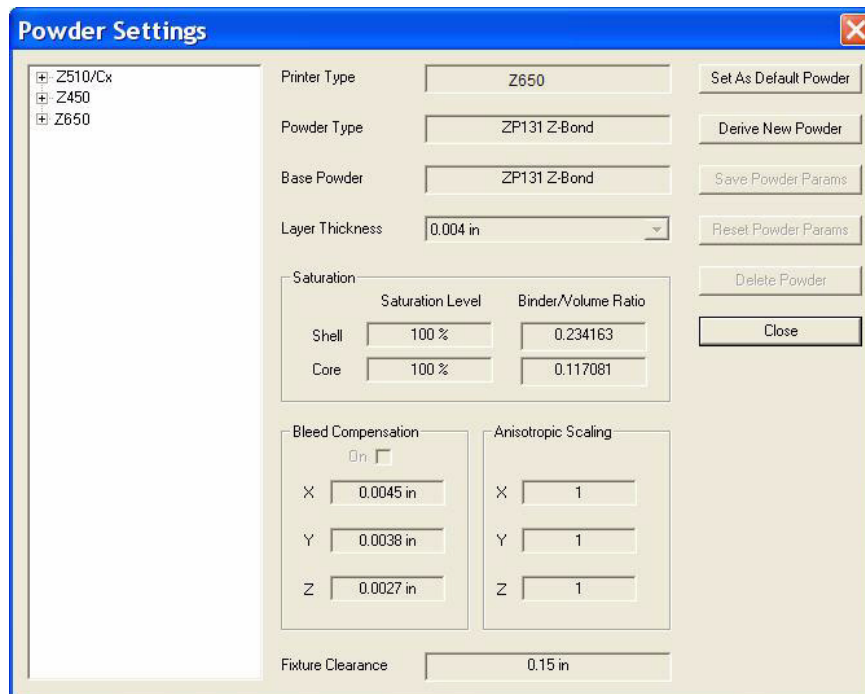 Powder Settings
Z510/Cx
Z450
Z650
Printer Type Z650
Powder Type ZP131 Z-Bond
Base Powder ZP131 Z-Bond
Layer Thickness 0.004 in
Saturation
Saturation Level Binder/Volume Ratio
Shell 100 % 0.234163
Core 100 % 0.117081
Bleed Compensation
On
X 0.0045 in
Y 0.0038 in
Z 0.0027 in
Anisotropic Scaling
X 1
Y 1
Z 1
Fixture Clearance 0.15 in
Set As Default Powder
Derive New Powder
Save Powder Params
Reset Powder Params
Delete Powder
Close